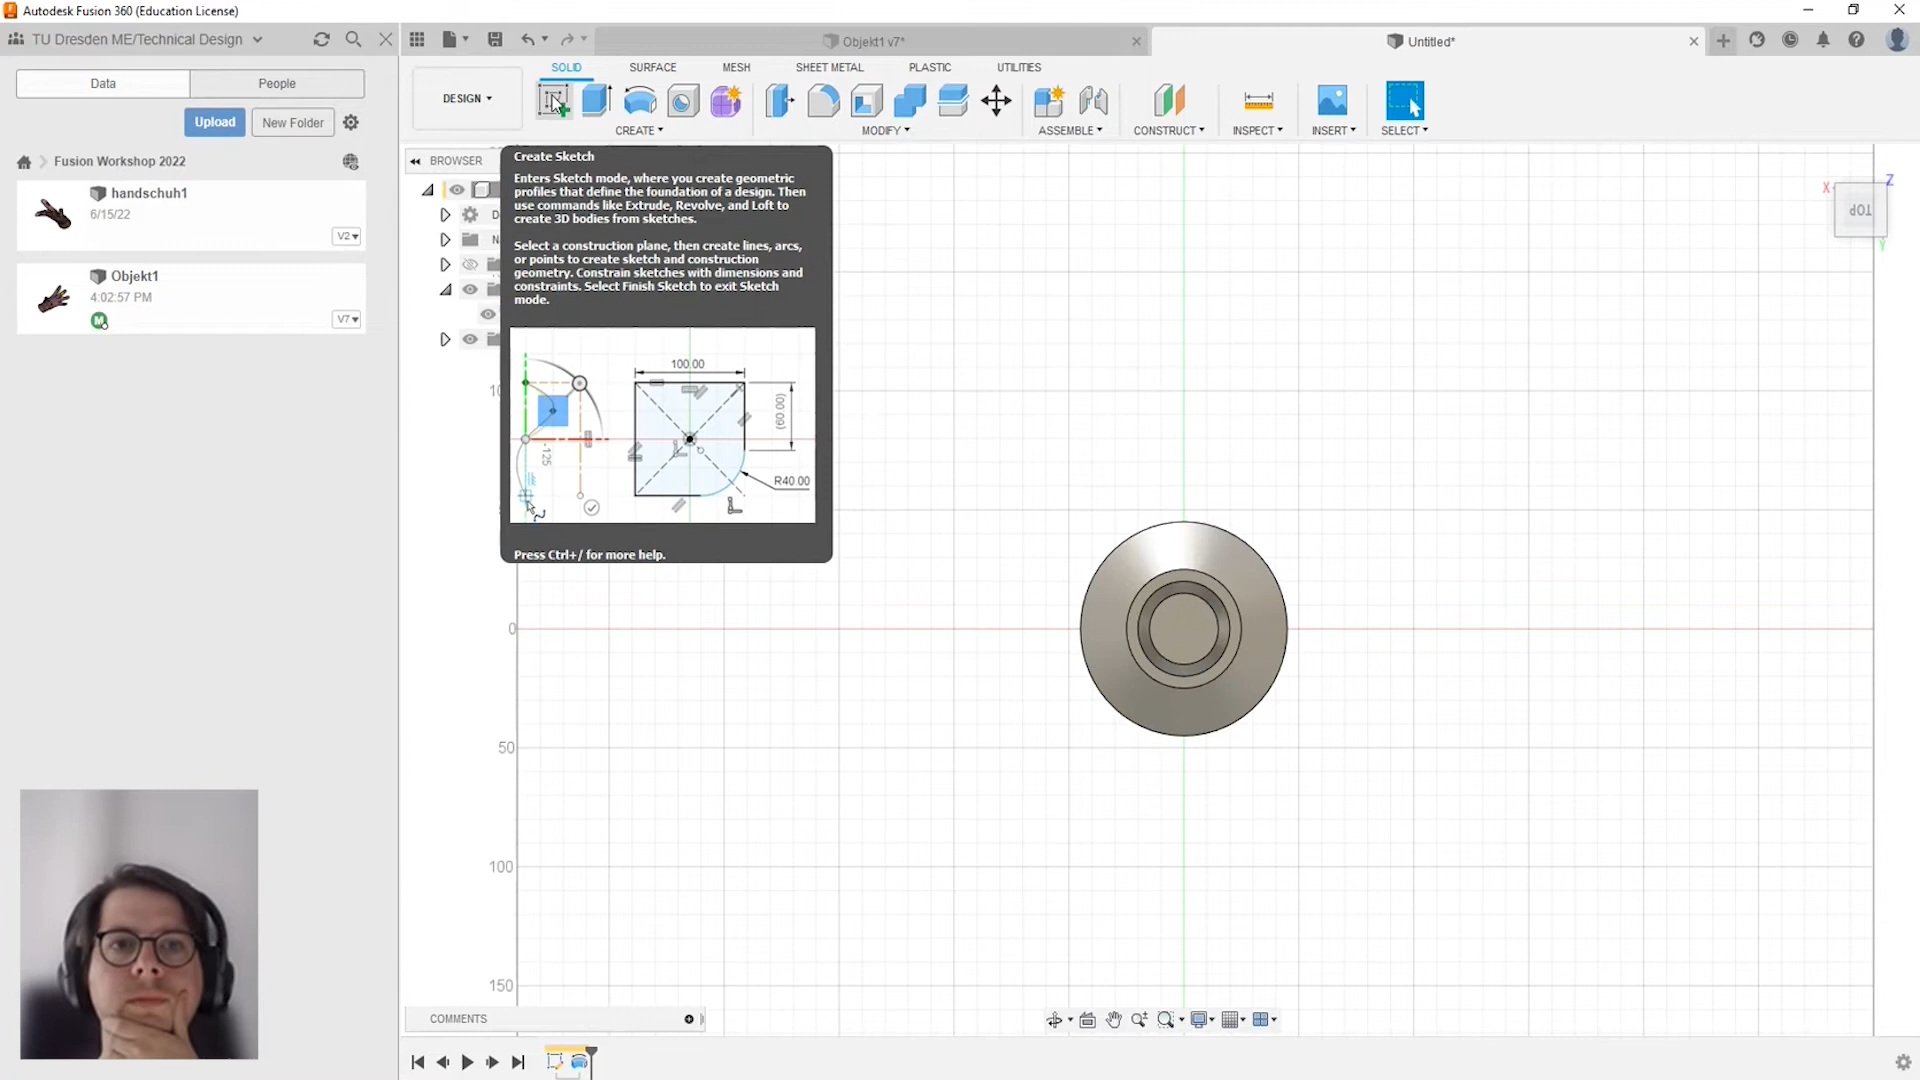 Autodesk Fusion 360 (Education License)
TU Dresden ME/Technical Design
Objekt1 v7*
Untitled*
Data
People
SOLID
SURFACE
MESH
SHEET METAL
PLASTIC
UTILITIES
DESIGN
Upload
New Folder
CREATE
MODIFY
ASSEMBLE
CONSTRUCT
INSPECT
INSERT
SELECT
Fusion Workshop 2022
BROWSER
handschuh1
6/15/22
V2
Objekt1
4:02:57 PM
M
V7
D
N
Create Sketch
Enters Sketch mode, where you create geometric
profiles that define the foundation of a design. Then
use commands like Extrude, Revolve, and Loft to
create 3D bodies from sketches.
Select a construction plane, then create lines, arcs,
or points to create sketch and construction
geometry. Constrain sketches with dimensions and
constraints. Select Finish Sketch to exit Sketch
mode.
100.00
(60.00)
125
R40.00
Press Ctrl+/ for more help.
X
Z
TOP
Y
0
50
100
150
COMMENTS